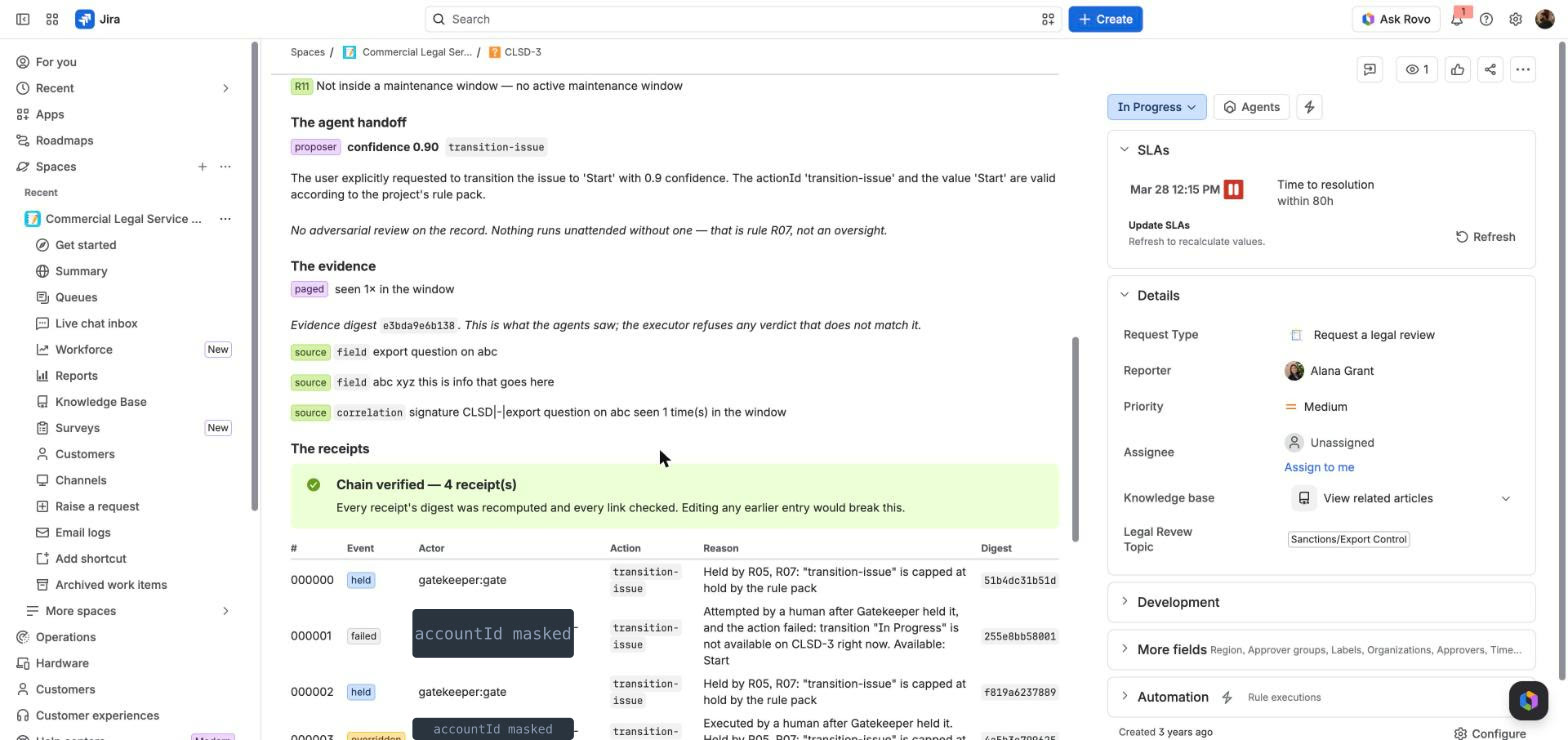 Jira
Search
+ Create
Ask Rovo
1
For you
Recent
Apps
Roadmaps
Spaces
Recent
Commercial Legal Service ...
Get started
Summary
Queues
Live chat inbox
Workforce New
Reports
Knowledge Base
Surveys New
Customers
Channels
Raise a request
Email logs
Add shortcut
Archived work items
More spaces
Operations
Hardware
Customers
Customer experiences
Spaces / Commercial Legal Ser... / CLSD-3
R11 Not inside a maintenance window — no active maintenance window
The agent handoff
proposer confidence 0.90 transition-issue
The user explicitly requested to transition the issue to 'Start' with 0.9 confidence. The actionId 'transition-issue' and the value 'Start' are valid
according to the project's rule pack.
No adversarial review on the record. Nothing runs unattended without one — that is rule R07, not an oversight.
The evidence
paged seen 1× in the window
Evidence digest e3bda9e6b138. This is what the agents saw; the executor refuses any verdict that does not match it.
source field export question on abc
source field abc xyz this is info that goes here
source correlation signature CLSD|-|export question on abc seen 1 time(s) in the window
The receipts
Chain verified — 4 receipt(s)
Every receipt's digest was recomputed and every link checked. Editing any earlier entry would break this.
# Event Actor Action Reason Digest
000000 held gatekeeper:gate transition-
issue
Held by R05, R07: "transition-issue" is capped at
hold by the rule pack
51b4dc31b51d
000001 failed accountId masked transition-
issue
Attempted by a human after Gatekeeper held it,
and the action failed: transition "In Progress" is
not available on CLSD-3 right now. Available:
Start
255e8bb58001
000002 held gatekeeper:gate transition-
issue
Held by R05, R07: "transition-issue" is capped at
hold by the rule pack
f819a6237889
accountId masked
transition-
Executed by a human after Gatekeeper held it.
1
In Progress
Agents
SLAs
Mar 28 12:15 PM
Time to resolution
within 80h
Update SLAs
Refresh to recalculate values.
Refresh
Details
Request Type Request a legal review
Reporter Alana Grant
Priority Medium
Assignee Unassigned
Assign to me
Knowledge base View related articles
Legal Revew
Topic
Sanctions/Export Control
Development
More fields Region, Approver groups, Labels, Organizations, Approvers, Time...
Automation Rule executions
Created 3 years ago
Configure